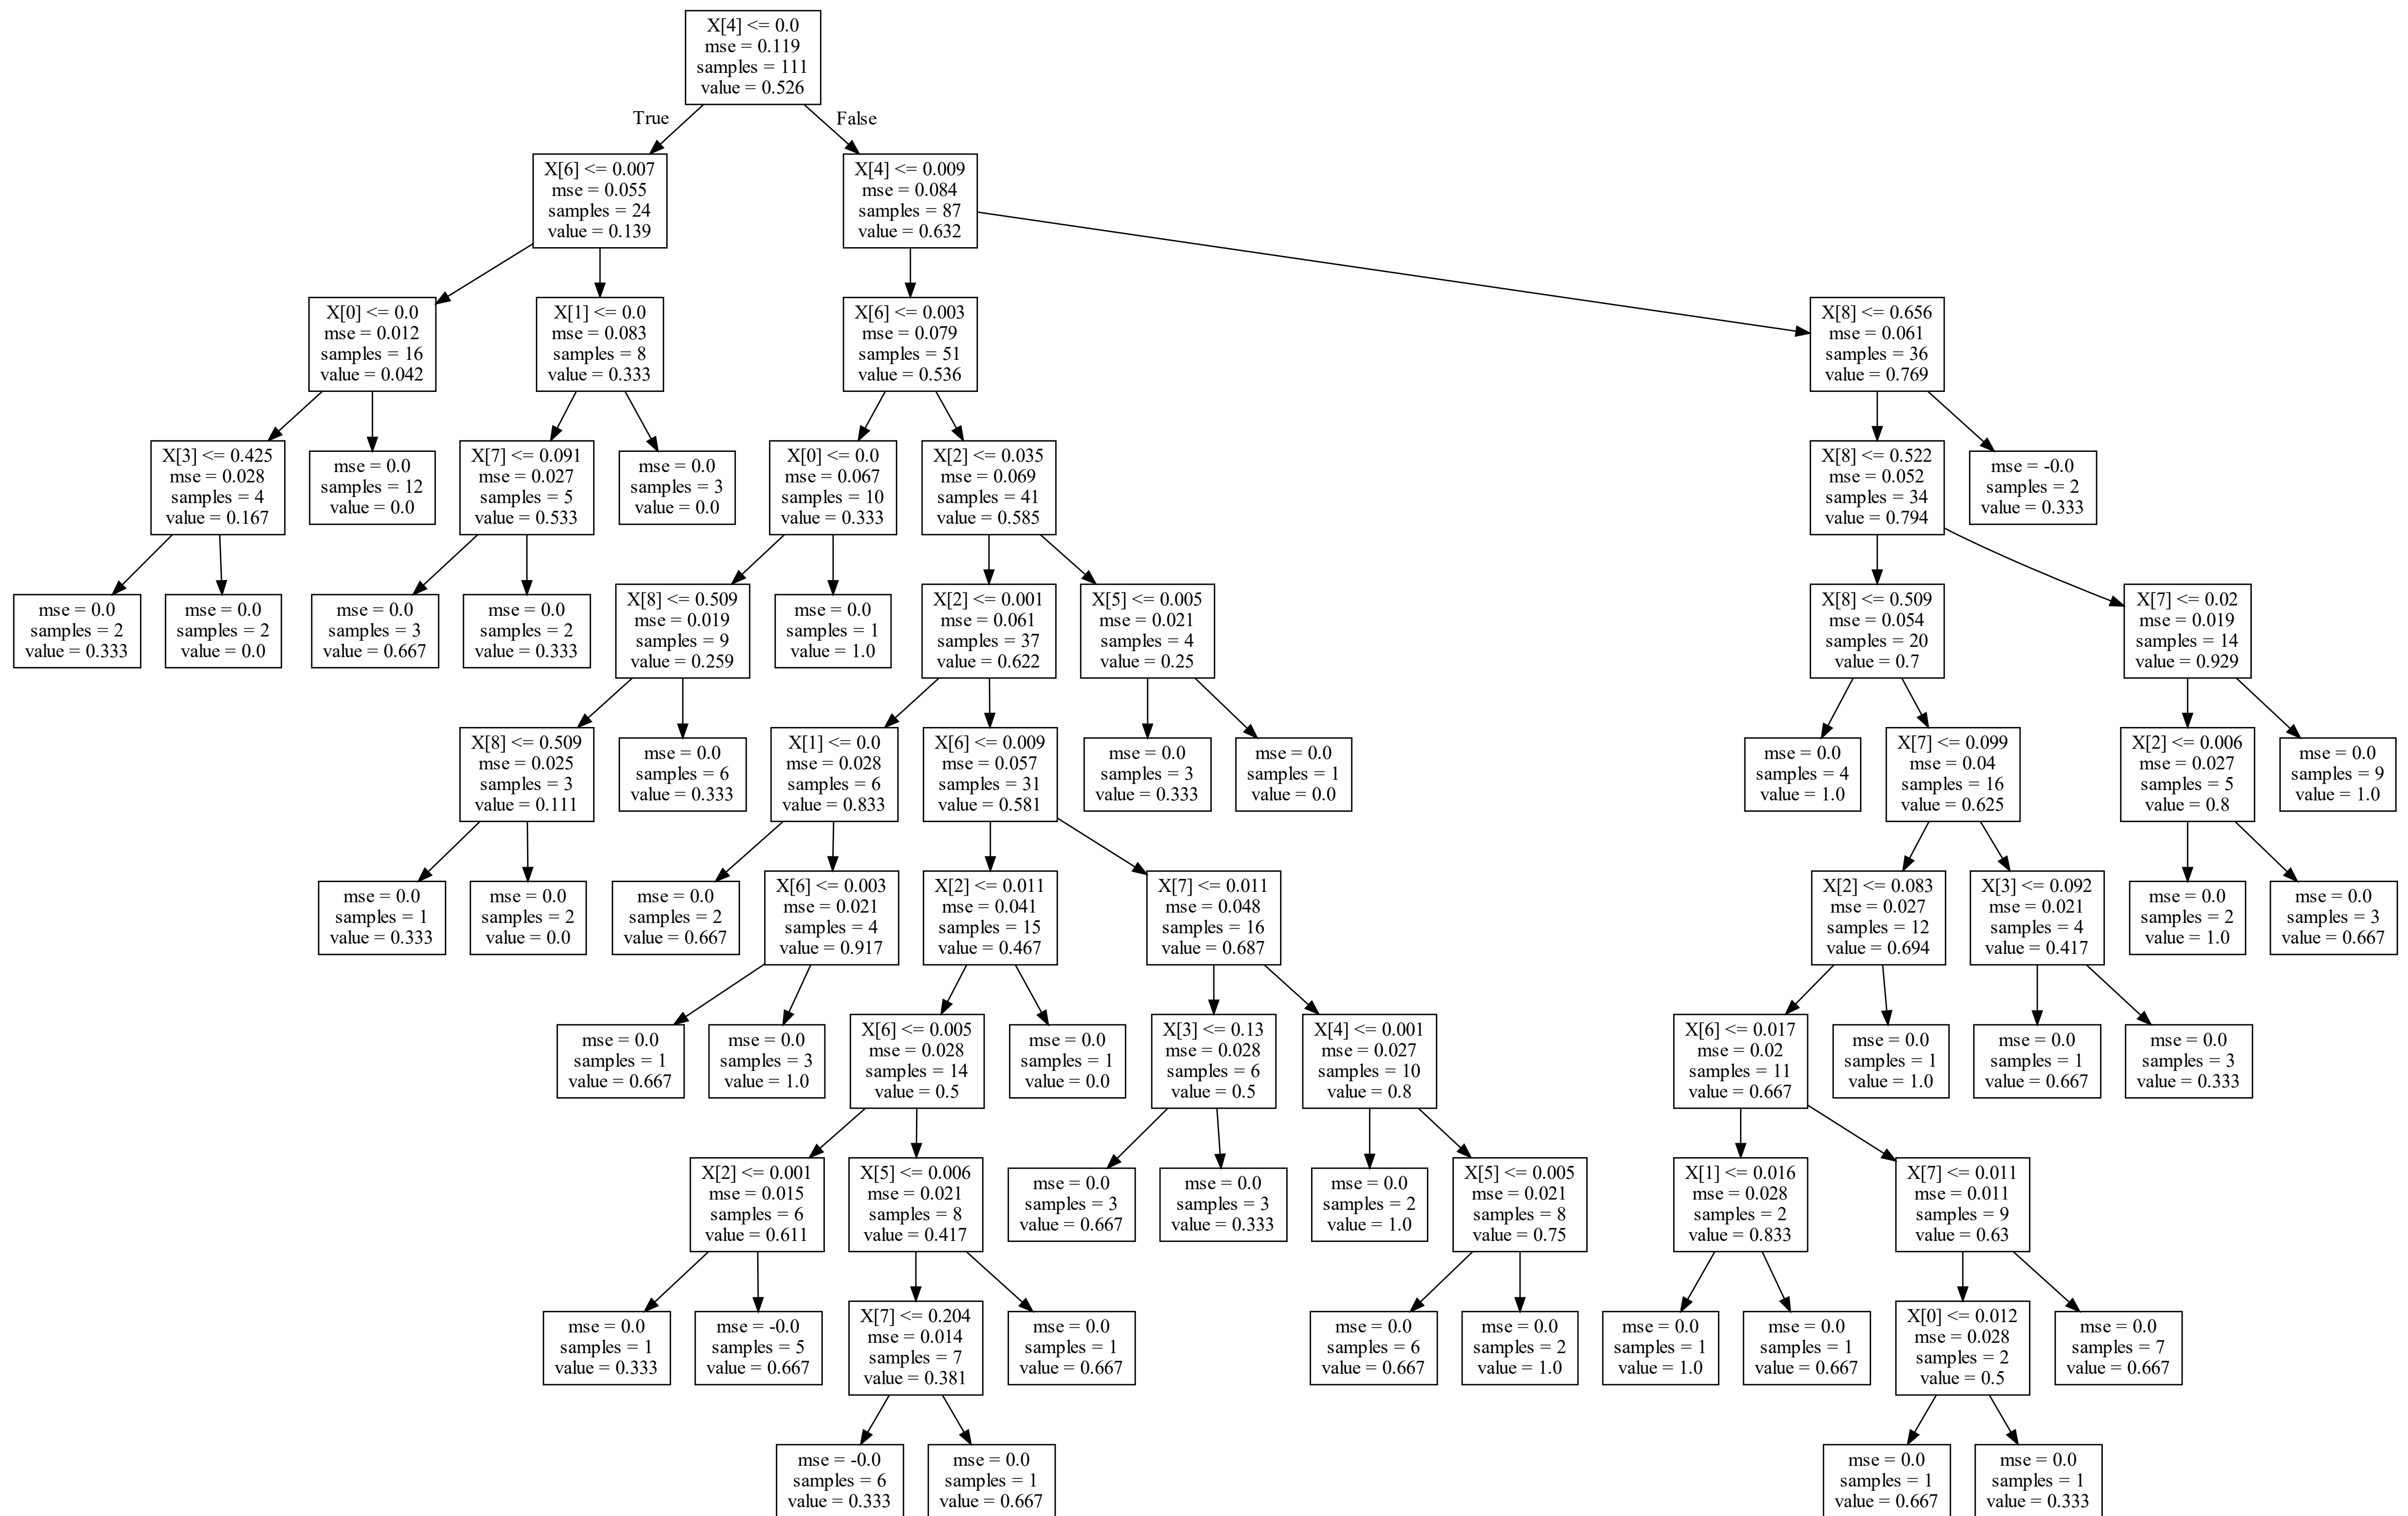 X[4] <= 0.0
mse = 0.119
samples = 111
value = 0.526
True
False
X[6] <= 0.007
mse = 0.055
samples = 24
value = 0.139
X[4] <= 0.009
mse = 0.084
samples = 87
value = 0.632
X[0] <= 0.0
mse = 0.012
samples = 16
value = 0.042
X[1] <= 0.0
mse = 0.083
samples = 8
value = 0.333
X[6] <= 0.003
mse = 0.079
samples = 51
value = 0.536
X[8] <= 0.656
mse = 0.061
samples = 36
value = 0.769
X[3] <= 0.425
mse = 0.028
samples = 4
value = 0.167
mse = 0.0
samples = 12
value = 0.0
X[7] <= 0.091
mse = 0.027
samples = 5
value = 0.533
mse = 0.0
samples = 3
value = 0.0
X[0] <= 0.0
mse = 0.067
samples = 10
value = 0.333
X[2] <= 0.035
mse = 0.069
samples = 41
value = 0.585
X[8] <= 0.522
mse = 0.052
samples = 34
value = 0.794
mse = -0.0
samples = 2
value = 0.333
mse = 0.0
samples = 2
value = 0.333
mse = 0.0
samples = 2
value = 0.0
mse = 0.0
samples = 3
value = 0.667
mse = 0.0
samples = 2
value = 0.333
X[8] <= 0.509
mse = 0.019
samples = 9
value = 0.259
mse = 0.0
samples = 1
value = 1.0
X[2] <= 0.001
mse = 0.061
samples = 37
value = 0.622
X[5] <= 0.005
mse = 0.021
samples = 4
value = 0.25
X[8] <= 0.509
mse = 0.054
samples = 20
value = 0.7
X[7] <= 0.02
mse = 0.019
samples = 14
value = 0.929
X[8] <= 0.509
mse = 0.025
samples = 3
value = 0.111
mse = 0.0
samples = 6
value = 0.333
X[1] <= 0.0
mse = 0.028
samples = 6
value = 0.833
X[6] <= 0.009
mse = 0.057
samples = 31
value = 0.581
mse = 0.0
samples = 3
value = 0.333
mse = 0.0
samples = 1
value = 0.0
mse = 0.0
samples = 4
value = 1.0
X[7] <= 0.099
mse = 0.04
samples = 16
value = 0.625
X[2] <= 0.006
mse = 0.027
samples = 5
value = 0.8
mse = 0.0
samples = 9
value = 1.0
mse = 0.0
samples = 1
value = 0.333
mse = 0.0
samples = 2
value = 0.0
mse = 0.0
samples = 2
value = 0.667
X[6] <= 0.003
mse = 0.021
samples = 4
value = 0.917
X[2] <= 0.011
mse = 0.041
samples = 15
value = 0.467
X[7] <= 0.011
mse = 0.048
samples = 16
value = 0.687
X[2] <= 0.083
mse = 0.027
samples = 12
value = 0.694
X[3] <= 0.092
mse = 0.021
samples = 4
value = 0.417
mse = 0.0
samples = 2
value = 1.0
mse = 0.0
samples = 3
value = 0.667
mse = 0.0
samples = 1
value = 0.667
mse = 0.0
samples = 3
value = 1.0
X[6] <= 0.005
mse = 0.028
samples = 14
value = 0.5
mse = 0.0
samples = 1
value = 0.0
X[3] <= 0.13
mse = 0.028
samples = 6
value = 0.5
X[4] <= 0.001
mse = 0.027
samples = 10
value = 0.8
X[6] <= 0.017
mse = 0.02
samples = 11
value = 0.667
mse = 0.0
samples = 1
value = 1.0
mse = 0.0
samples = 1
value = 0.667
mse = 0.0
samples = 3
value = 0.333
X[2] <= 0.001
mse = 0.015
samples = 6
value = 0.611
X[5] <= 0.006
mse = 0.021
samples = 8
value = 0.417
mse = 0.0
samples = 3
value = 0.667
mse = 0.0
samples = 3
value = 0.333
mse = 0.0
samples = 2
value = 1.0
X[5] <= 0.005
mse = 0.021
samples = 8
value = 0.75
X[1] <= 0.016
mse = 0.028
samples = 2
value = 0.833
X[7] <= 0.011
mse = 0.011
samples = 9
value = 0.63
mse = 0.0
samples = 1
value = 0.333
mse = -0.0
samples = 5
value = 0.667
X[7] <= 0.204
mse = 0.014
samples = 7
value = 0.381
mse = 0.0
samples = 1
value = 0.667
mse = 0.0
samples = 6
value = 0.667
mse = 0.0
samples = 2
value = 1.0
mse = 0.0
samples = 1
value = 1.0
mse = 0.0
samples = 1
value = 0.667
X[0] <= 0.012
mse = 0.028
samples = 2
value = 0.5
mse = 0.0
samples = 7
value = 0.667
mse = -0.0
samples = 6
value = 0.333
mse = 0.0
samples = 1
value = 0.667
mse = 0.0
samples = 1
value = 0.667
mse = 0.0
samples = 1
value = 0.333